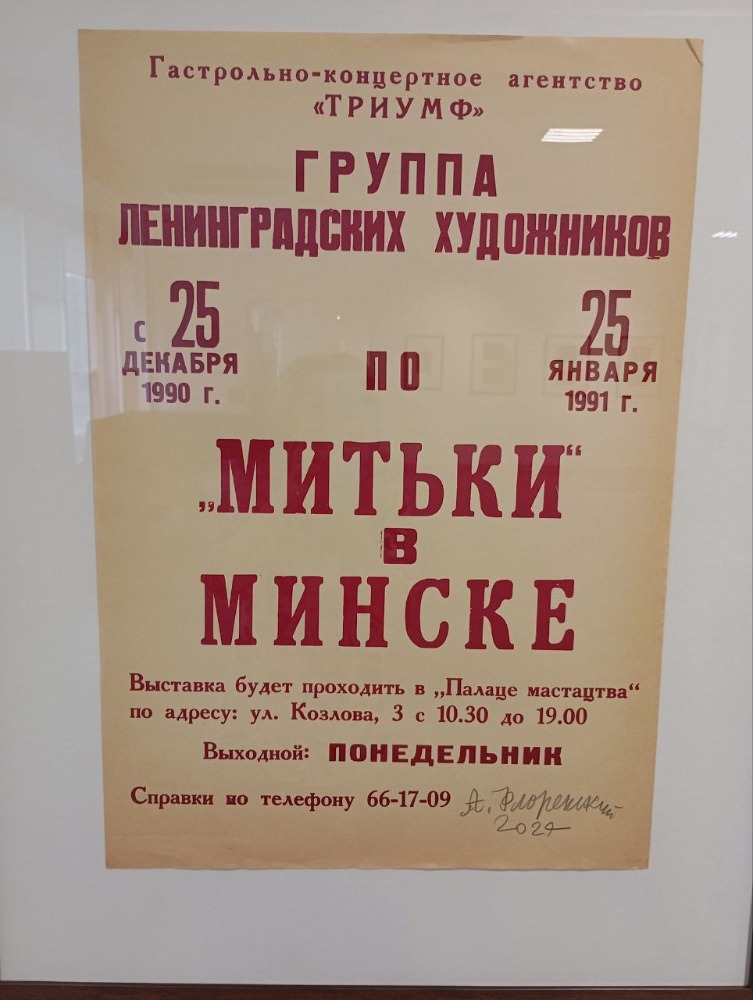 Гастрольно-концертное агентство
«ТРИУМФ»
ГРУППА
ЛЕНИНГРАДСКИХ ХУДОЖНИКОВ
с 25
ДЕКАБРЯ
1990 г.
ПО
25
ЯНВАРЯ
1991 г.
„МИТЬКИ“
В
МИНСКЕ
Выставка будет проходить в „Палаце мастацтва“
по адресу: ул. Козлова, 3 с 10.30 до 19.00
Выходной: ПОНЕДЕЛЬНИК
Справки по телефону 66-17-09
А. Флоренский
2024